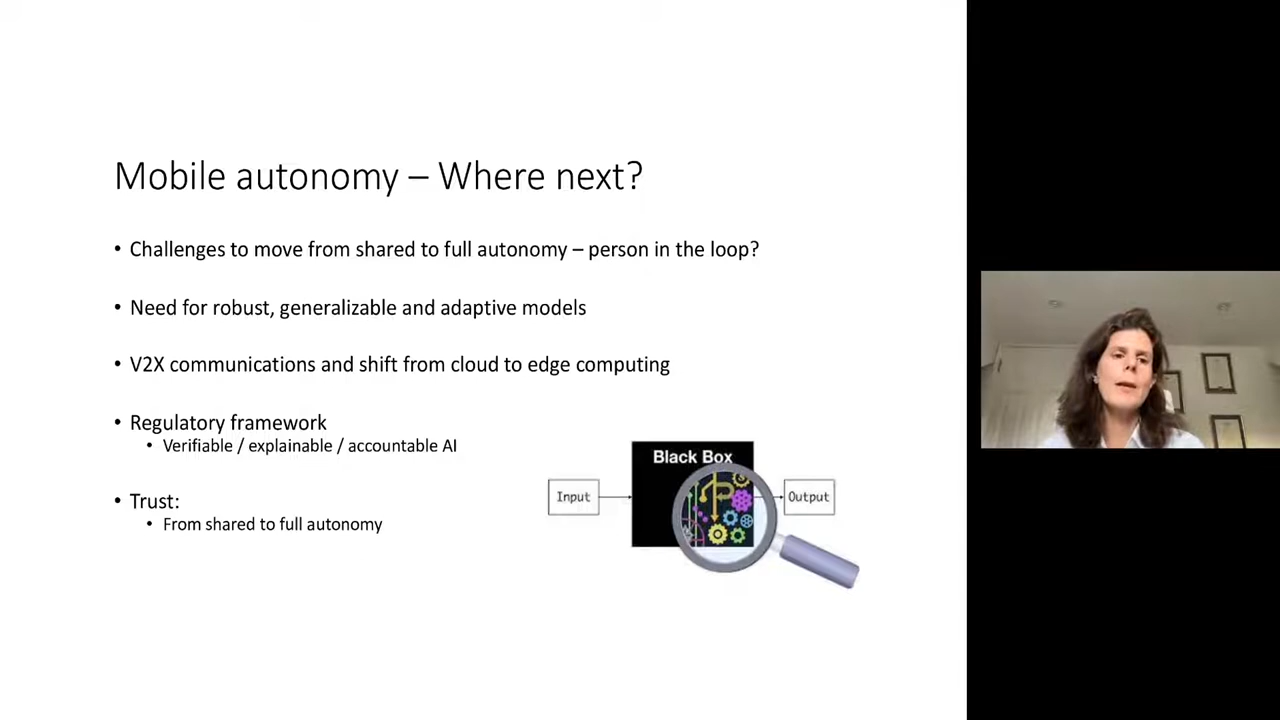 Mobile autonomy – Where next?
• Challenges to move from shared to full autonomy – person in the loop?
• Need for robust, generalizable and adaptive models
• V2X communications and shift from cloud to edge computing
• Regulatory framework
• Verifiable / explainable / accountable AI
• Trust:
• From shared to full autonomy
Black Box
Input
Output